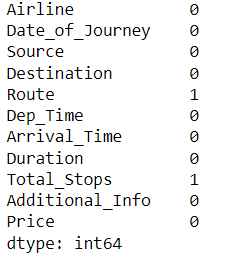 Airline 0
Date_of_Journey 0
Source 0
Destination 0
Route 1
Dep_Time 0
Arrival_Time 0
Duration 0
Total_Stops 1
Additional_Info 0
Price 0
dtype: int64